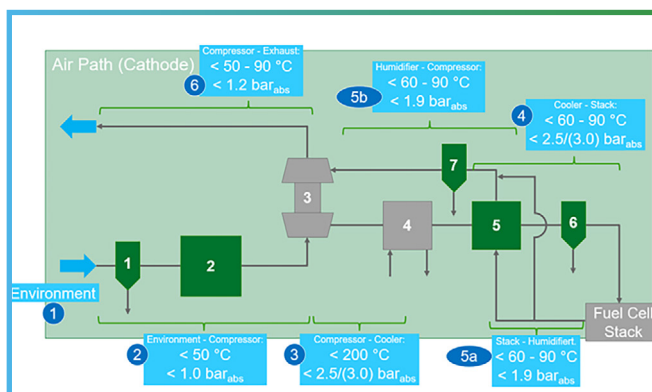 Compressor - Exhaust:
< 50 - 90 °C
< 1.2 barabs
6
Air Path (Cathode)
Humidifier - Compressor:
< 60 - 90 °C
< 1.9 barabs
5b
Cooler - Stack:
< 60 - 90 °C
< 2.5/(3.0) barabs
4
7
3
1
2
4
5
6
Environment
1
Fuel Cell
Stack
Environment - Compressor:
< 50 °C
< 1.0 barabs
2
Compressor - Cooler:
< 200 °C
< 2.5/(3.0) barabs
3
Stack - Humidifiert.
< 60 - 90 °C
< 1.9 barabs
5a